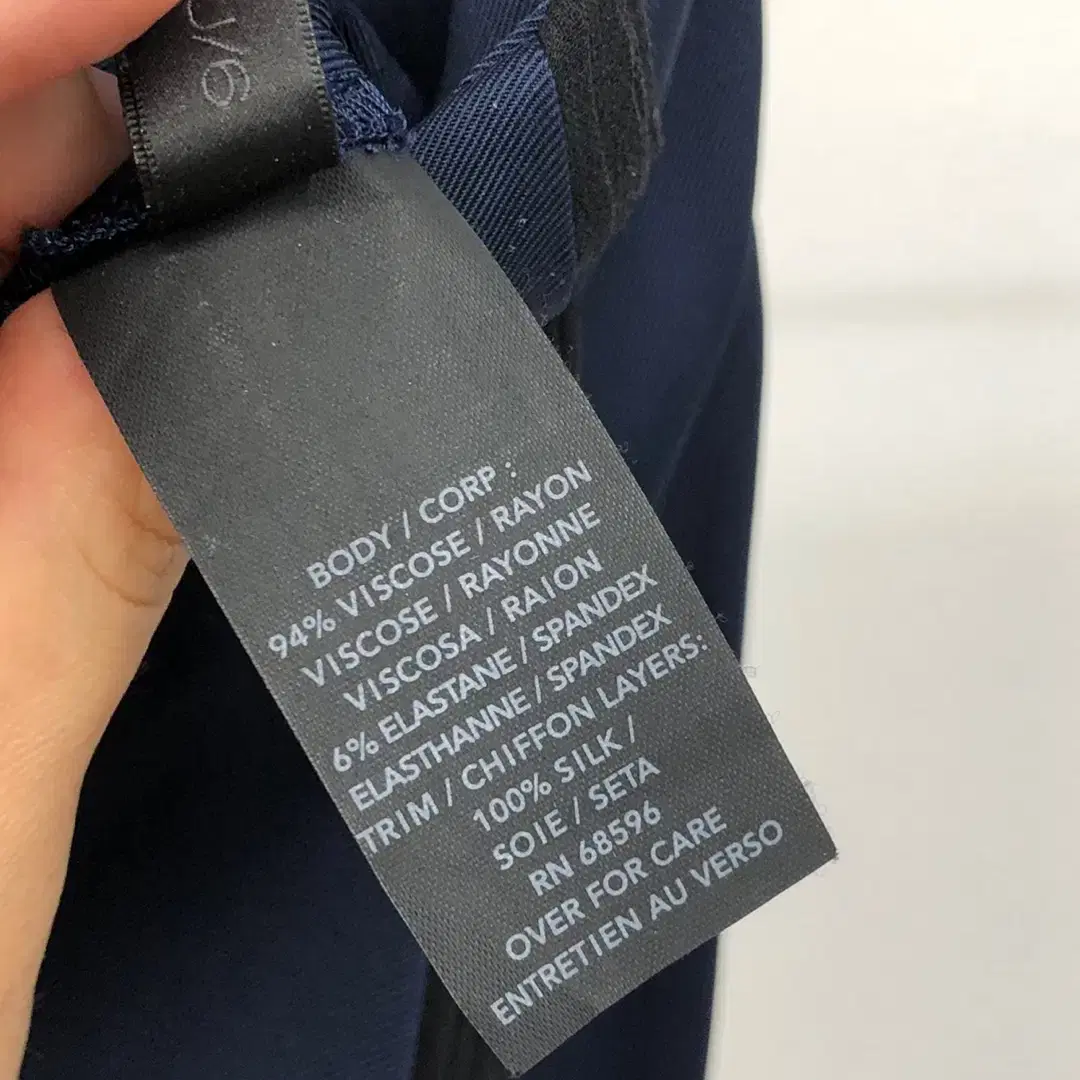 /6
BODY / CORP :
94% VISCOSE / RAYON
VISCOSE / RAYONNE
VISCOSA / RAION
6% ELASTANE / SPANDEX
ELASTHANNE / SPANDEX
TRIM / CHIFFON LAYERS:
100% SILK /
SOIE / SETA
RN 68596
OVER FOR CARE
ENTRETIEN AU VERSO